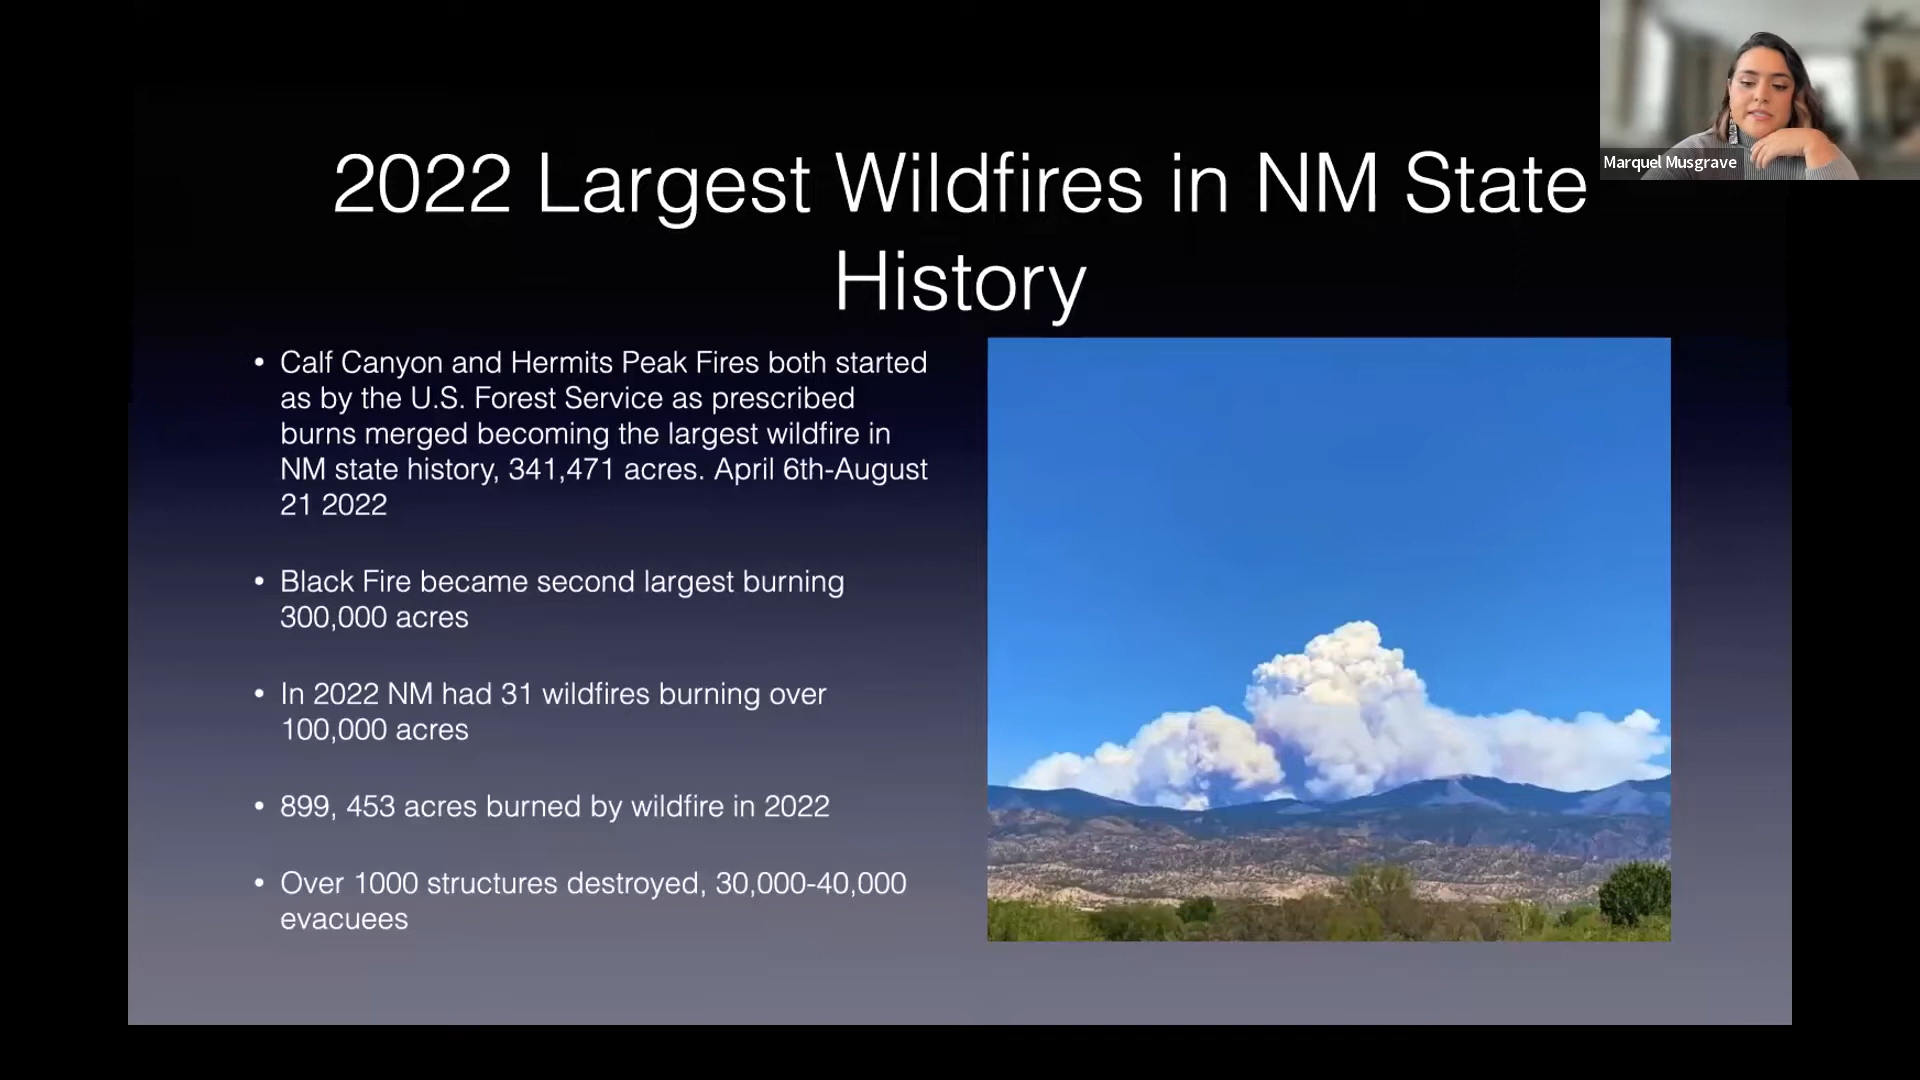 2022 Largest Wildfires in NM State
History
Marquel Musgrave
• Calf Canyon and Hermits Peak Fires both started
as by the U.S. Forest Service as prescribed
burns merged becoming the largest wildfire in
NM state history, 341,471 acres. April 6th-August
21 2022
• Black Fire became second largest burning
300,000 acres
• In 2022 NM had 31 wildfires burning over
100,000 acres
• 899, 453 acres burned by wildfire in 2022
• Over 1000 structures destroyed, 30,000-40,000
evacuees